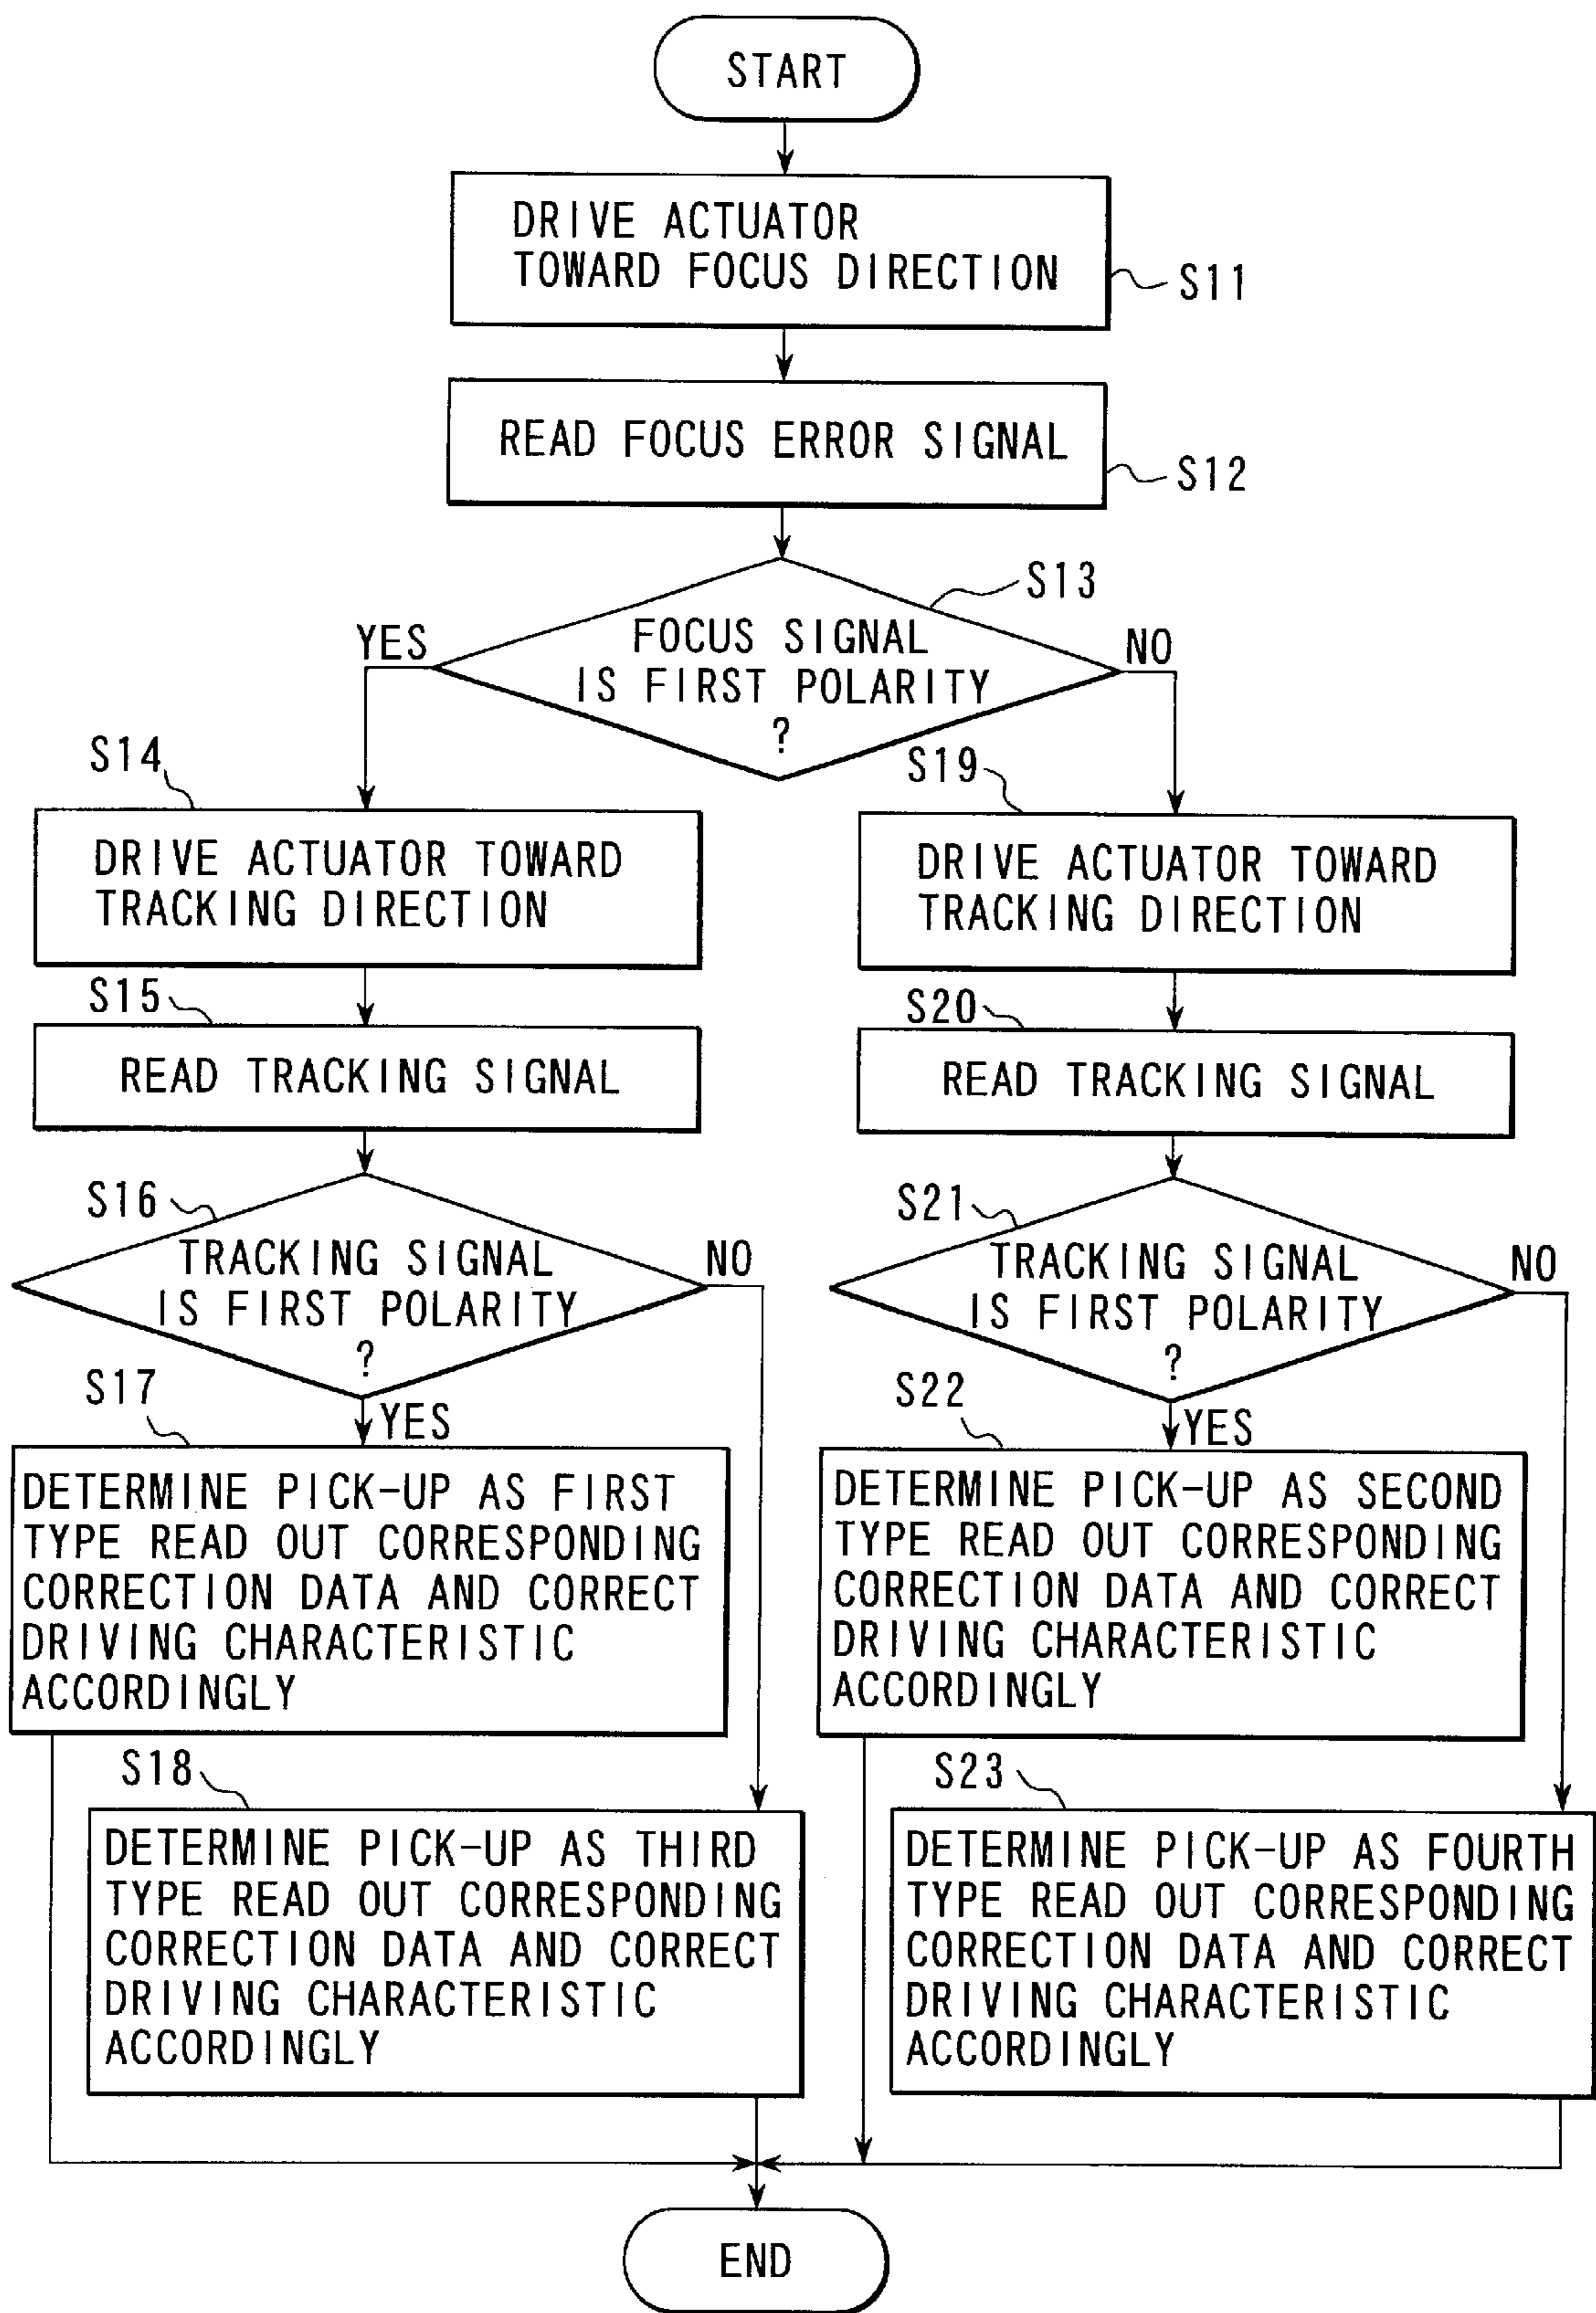 START
DRIVE ACTUATOR
TOWARD FOCUS DIRECTION
S11
READ FOCUS ERROR SIGNAL
S12
S13
FOCUS SIGNAL
IS FIRST POLARITY
?
YES
NO
S14
DRIVE ACTUATOR TOWARD
TRACKING DIRECTION
S15
READ TRACKING SIGNAL
S16
TRACKING SIGNAL
IS FIRST POLARITY
?
NO
YES
S17
DETERMINE PICK-UP AS FIRST
TYPE READ OUT CORRESPONDING
CORRECTION DATA AND CORRECT
DRIVING CHARACTERISTIC
ACCORDINGLY
S18
DETERMINE PICK-UP AS THIRD
TYPE READ OUT CORRESPONDING
CORRECTION DATA AND CORRECT
DRIVING CHARACTERISTIC
ACCORDINGLY
S19
DRIVE ACTUATOR TOWARD
TRACKING DIRECTION
S20
READ TRACKING SIGNAL
S21
TRACKING SIGNAL
IS FIRST POLARITY
?
NO
YES
S22
DETERMINE PICK-UP AS SECOND
TYPE READ OUT CORRESPONDING
CORRECTION DATA AND CORRECT
DRIVING CHARACTERISTIC
ACCORDINGLY
S23
DETERMINE PICK-UP AS FOURTH
TYPE READ OUT CORRESPONDING
CORRECTION DATA AND CORRECT
DRIVING CHARACTERISTIC
ACCORDINGLY
END